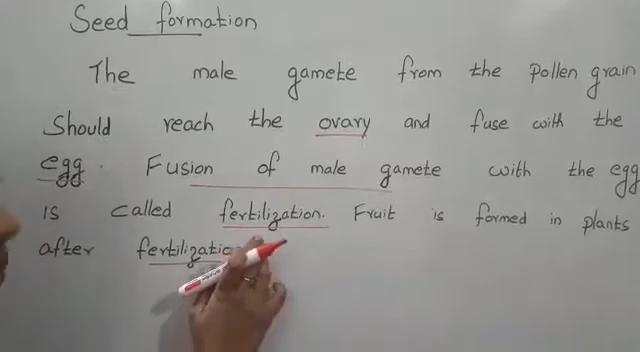 Seed formation
The male gamete from the pollen grain
Should reach the ovary and fuse with the
egg. Fusion of male gamete with the egg
is called fertilization. Fruit is formed in plants
after fertilizatio